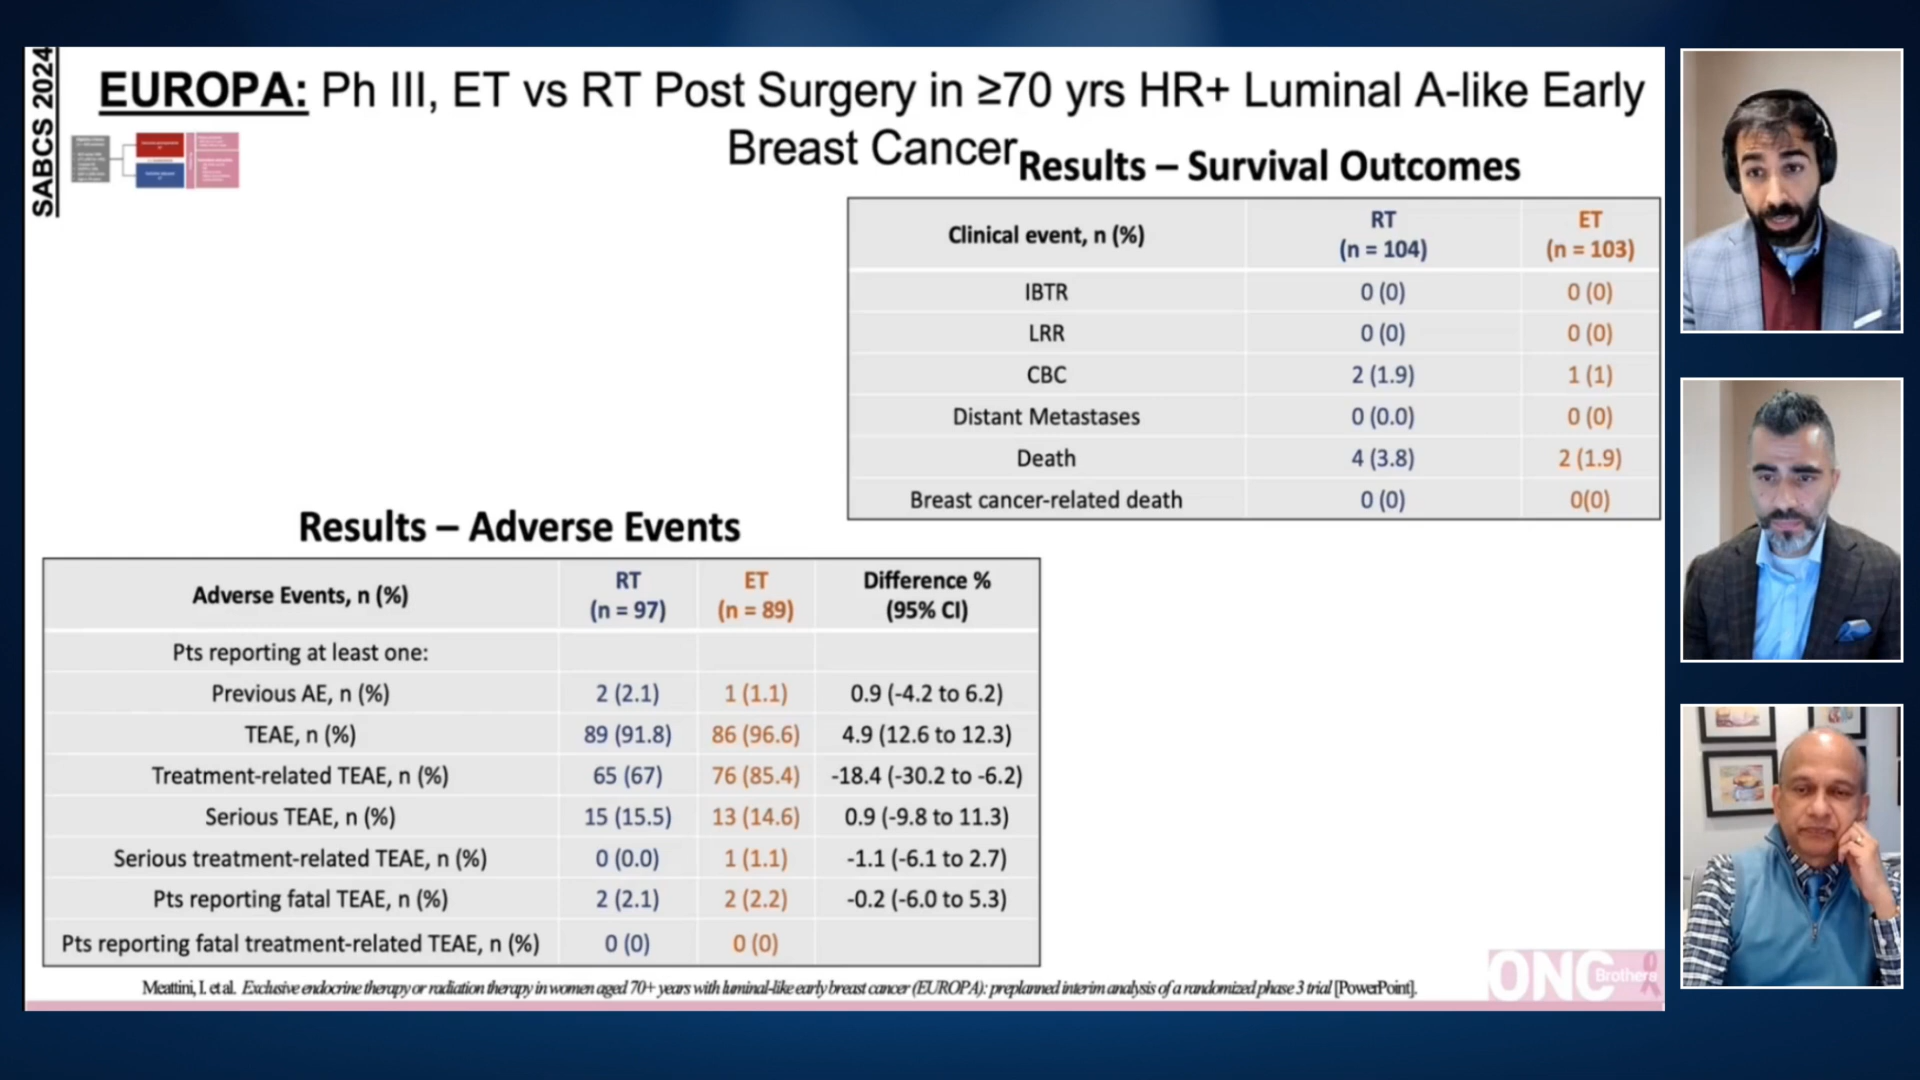 SABCS 2024
EUROPA: Ph III, ET vs RT Post Surgery in ≥70 yrs HR+ Luminal A-like Early
Breast Cancer
Results – Survival Outcomes
Clinical event, n (%) RT (n = 104) ET (n = 103)
IBTR 0 (0) 0 (0)
LRR 0 (0) 0 (0)
CBC 2 (1.9) 1 (1)
Distant Metastases 0 (0.0) 0 (0)
Death 4 (3.8) 2 (1.9)
Breast cancer-related death 0 (0) 0(0)
Results – Adverse Events
Adverse Events, n (%) RT (n = 97) ET (n = 89) Difference % (95% CI)
Pts reporting at least one:
Previous AE, n (%) 2 (2.1) 1 (1.1) 0.9 (-4.2 to 6.2)
TEAE, n (%) 89 (91.8) 86 (96.6) 4.9 (12.6 to 12.3)
Treatment-related TEAE, n (%) 65 (67) 76 (85.4) -18.4 (-30.2 to -6.2)
Serious TEAE, n (%) 15 (15.5) 13 (14.6) 0.9 (-9.8 to 11.3)
Serious treatment-related TEAE, n (%) 0 (0.0) 1 (1.1) -1.1 (-6.1 to 2.7)
Pts reporting fatal TEAE, n (%) 2 (2.1) 2 (2.2) -0.2 (-6.0 to 5.3)
Pts reporting fatal treatment-related TEAE, n (%) 0 (0) 0 (0)
Meattini, I. et al. Exclusive endocrine therapy or radiation therapy in women aged 70+ years with luminal-like early breast cancer (EUROPA): preplanned interim analysis of a randomized phase 3 trial [PowerPoint].
ONC Brothers